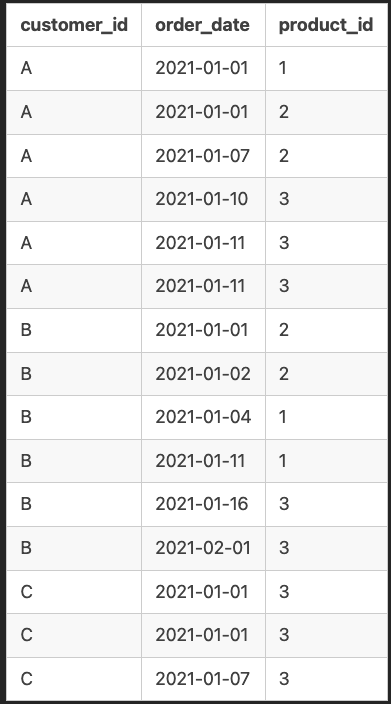 customer_id order_date product_id
A 2021-01-01 1
A 2021-01-01 2
A 2021-01-07 2
A 2021-01-10 3
A 2021-01-11 3
A 2021-01-11 3
B 2021-01-01 2
B 2021-01-02 2
B 2021-01-04 1
B 2021-01-11 1
B 2021-01-16 3
B 2021-02-01 3
C 2021-01-01 3
C 2021-01-01 3
C 2021-01-07 3